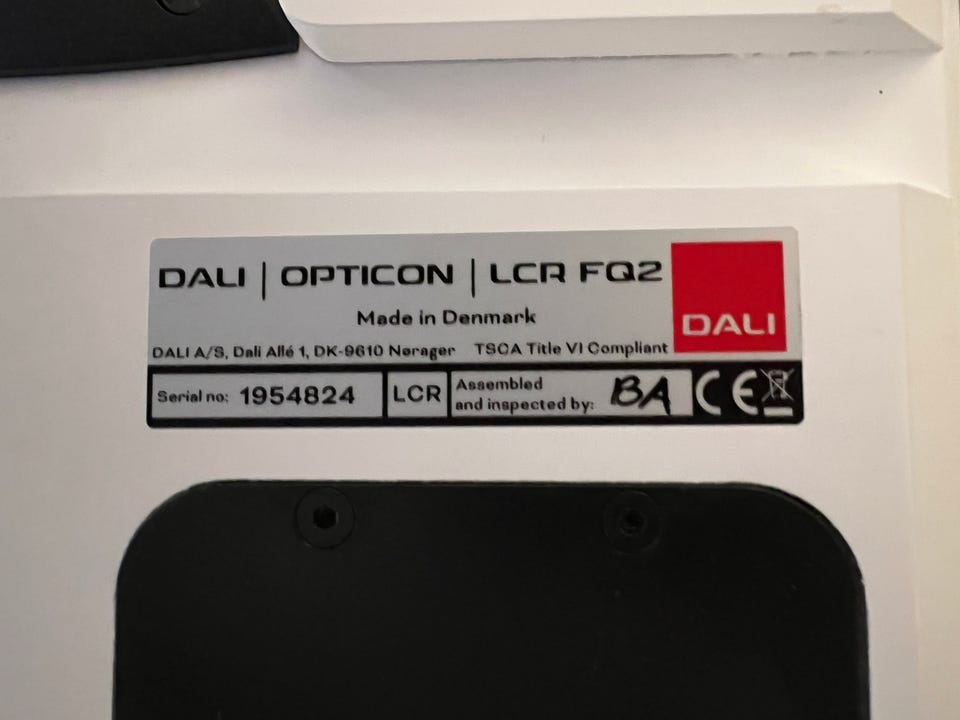 DALI | OPTICON | LCR FQ2
DALI
Made in Denmark
DALI A/S, Dali Allé 1, DK-9610 Nørager TSCA Title VI Compliant
Serial no: 1954824
LCR
Assembled
and inspected by: BA
CE